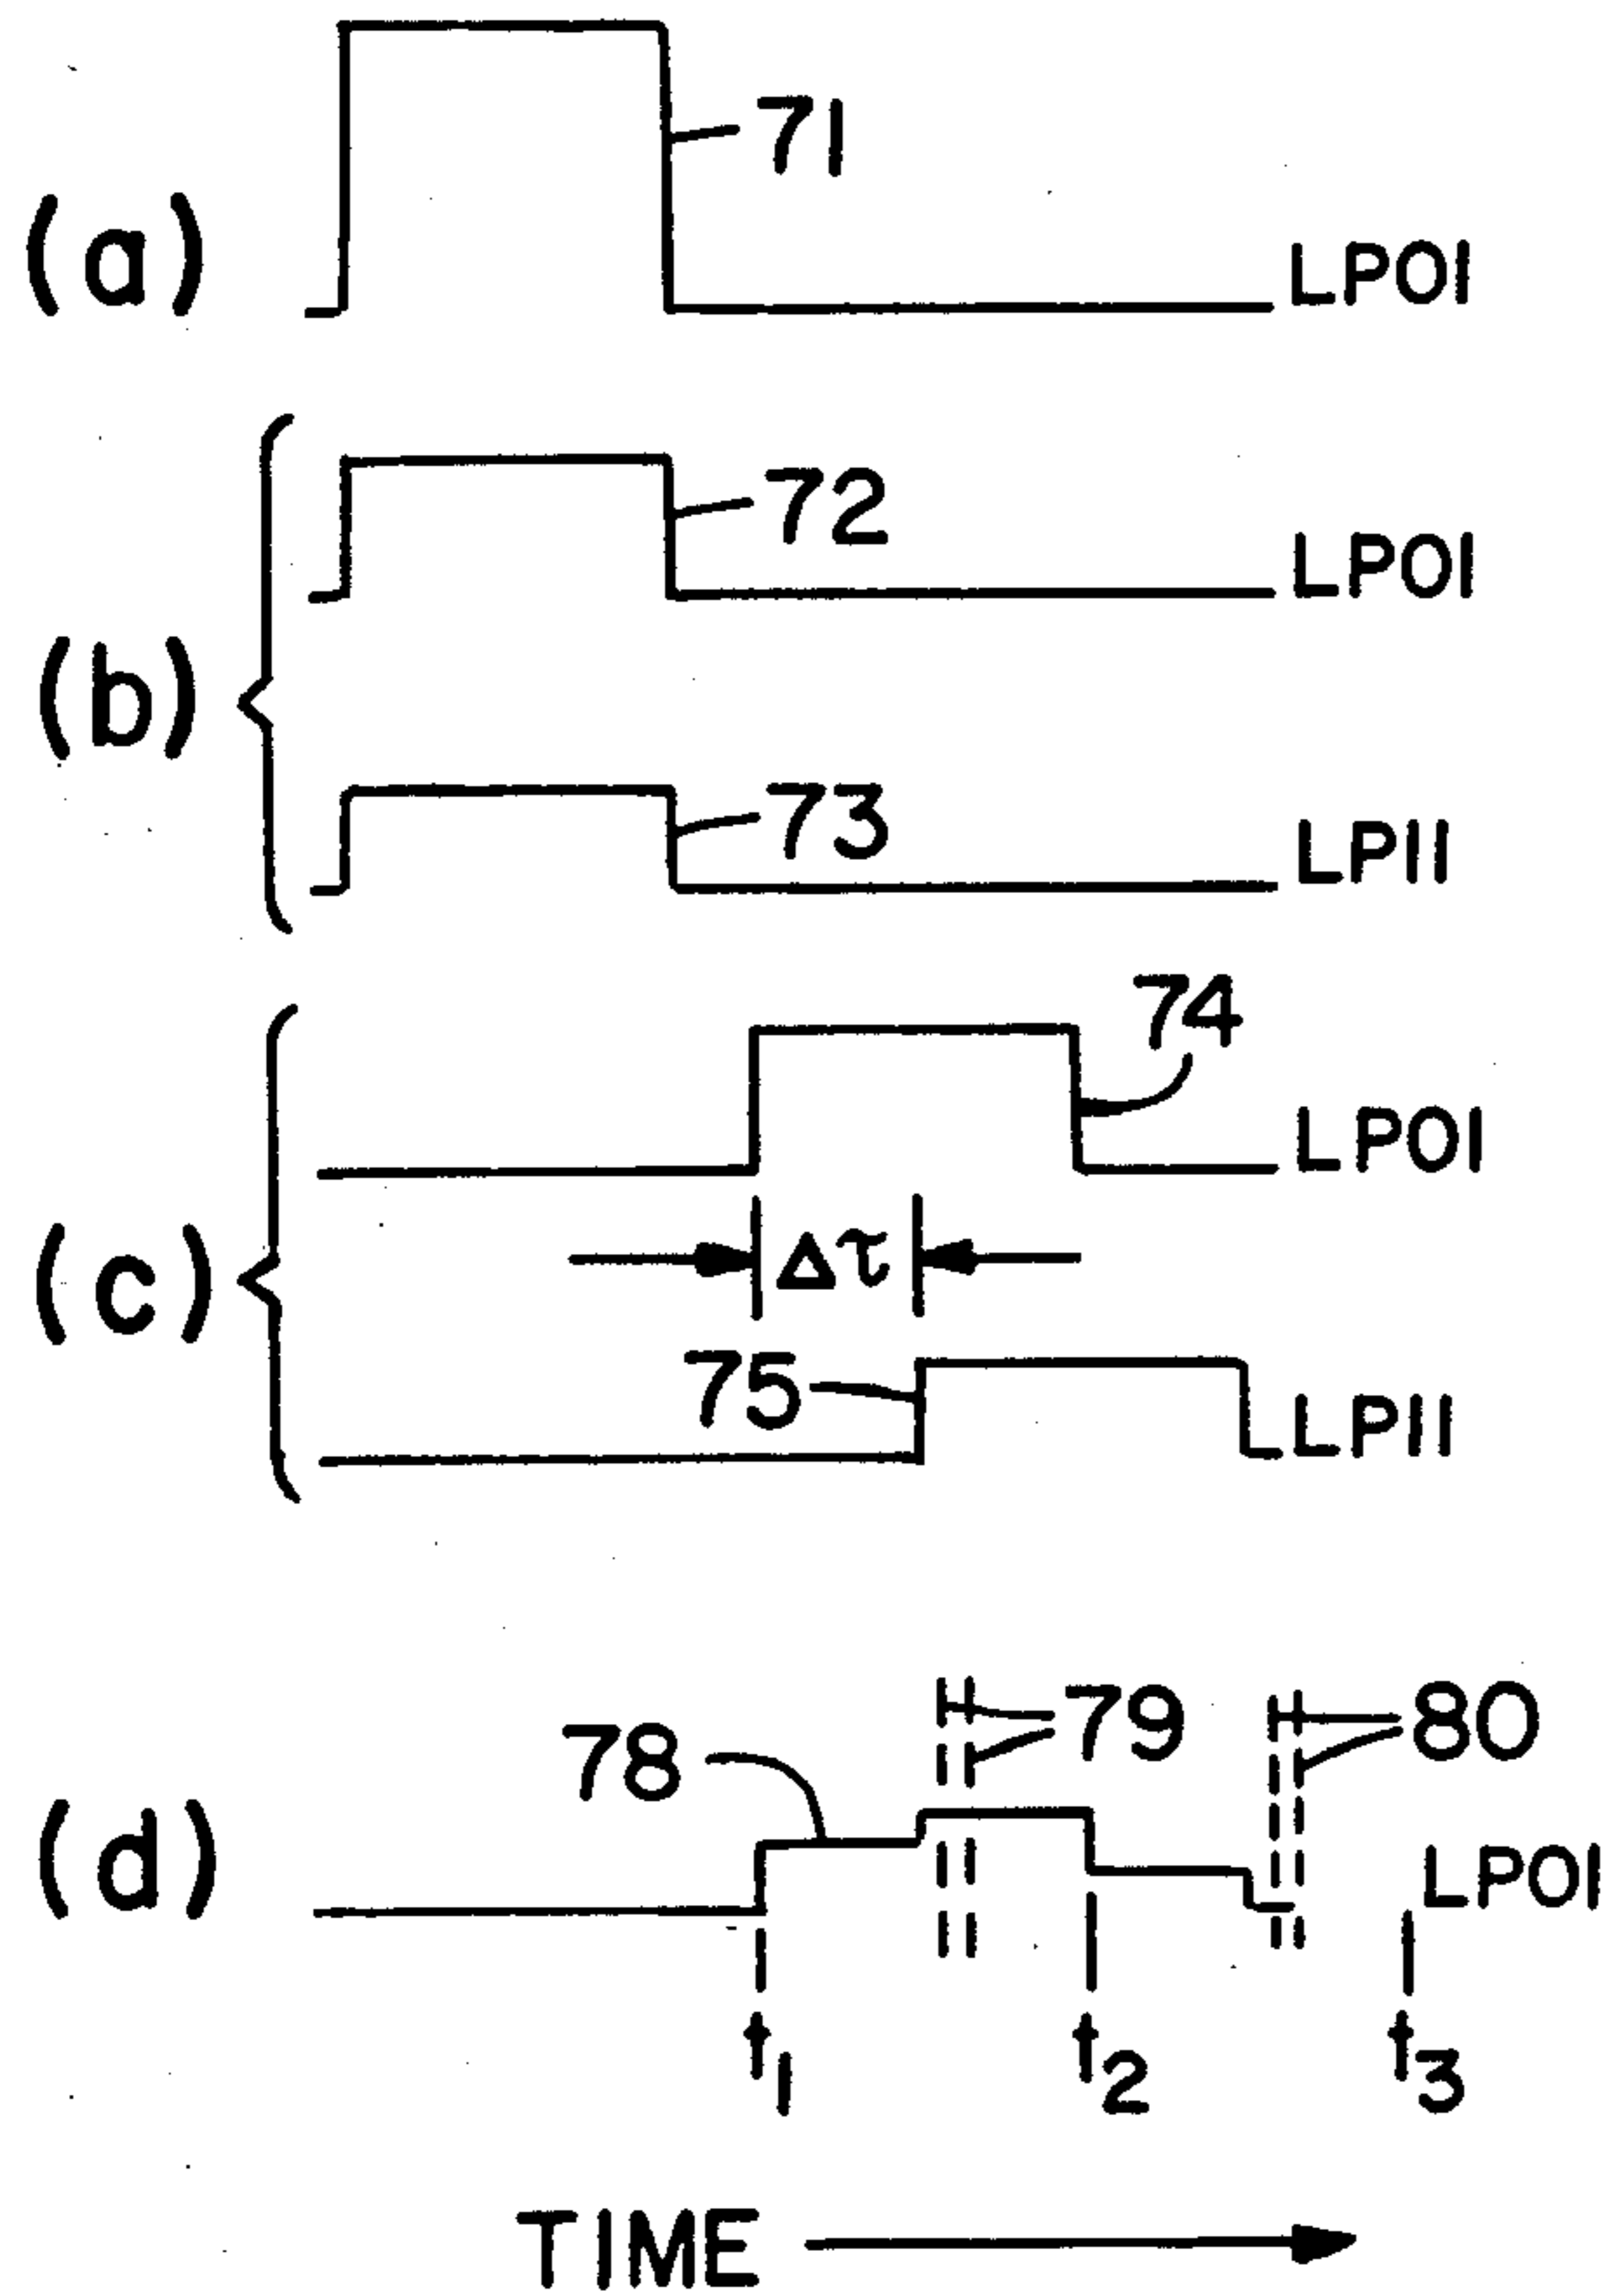 71
(a)
LP01
72
LP01
(b)
73
LP11
74
LP01
(c)
Δτ
75
LP11
79
80
78
(d)
LP01
t1
t2
t3
TIME